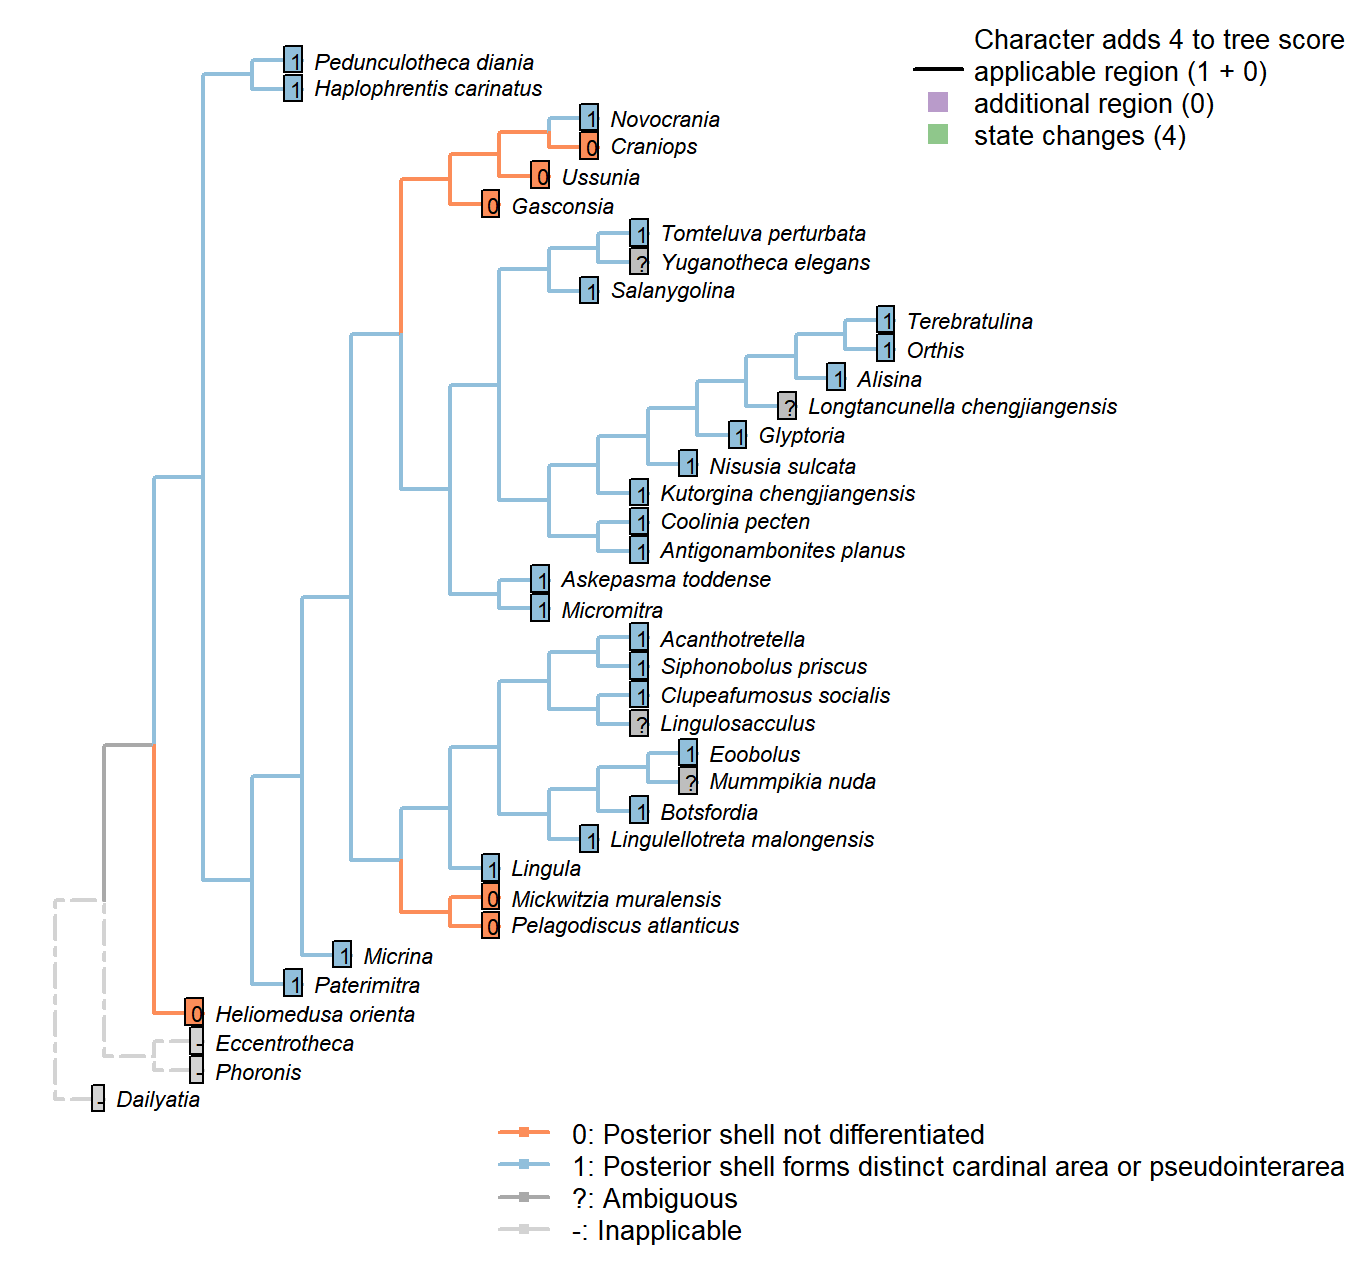 Character adds 4 to tree score
applicable region (1 + 0)
additional region (0)
state changes (4)
1 Pedunculotheca diania
1 Haplophrentis carinatus
1 Novocrania
0 Craniops
0 Ussunia
0 Gasconsia
1 Tomteluva perturbata
? Yuganotheca elegans
1 Salanygolina
1 Terebratulina
1 Orthis
1 Alisina
? Longtancunella chengjiangensis
1 Glyptoria
1 Nisusia sulcata
1 Kutorgina chengjiangensis
1 Coolinia pecten
1 Antigonambonites planus
1 Askepasma toddense
1 Micromitra
1 Acanthotretella
1 Siphonobolus priscus
1 Clupeafumosus socialis
? Lingulosacculus
1 Eoobolus
? Mummpikia nuda
1 Botsfordia
1 Lingulellotreta malongensis
1 Lingula
0 Mickwitzia muralensis
0 Pelagodiscus atlanticus
1 Micrina
1 Paterimitra
0 Heliomedusa orienta
- Eccentrotheca
- Phoronis
- Dailyatia
0: Posterior shell not differentiated
1: Posterior shell forms distinct cardinal area or pseudointerarea
?: Ambiguous
-: Inapplicable